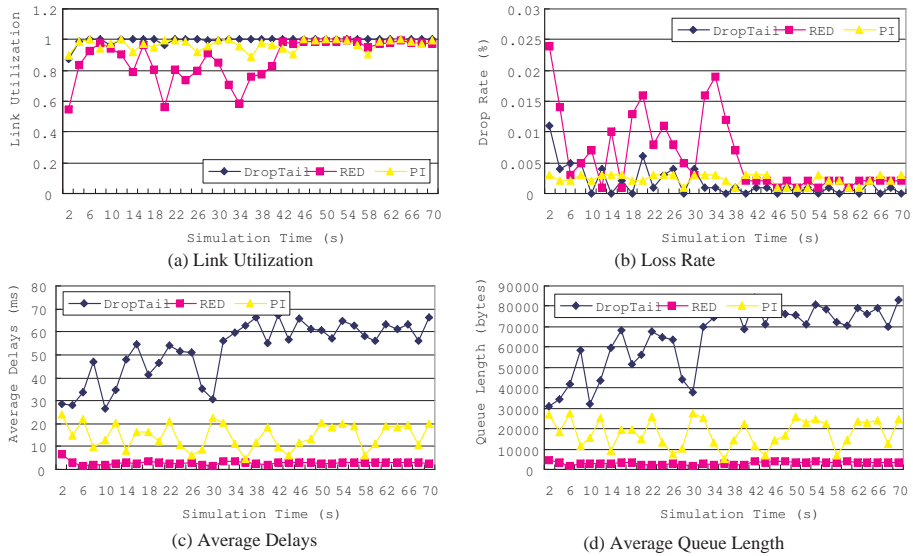 1.2
1
0.8
0.6
0.4
0.2
0
Link Utilization
DropTail RED PI
2 6 10 14 18 22 26 30 34 38 42 46 50 54 58 62 66 70
Simulation Time (s)
(a) Link Utilization
0.03
0.025
0.02
0.015
0.01
0.005
0
Drop Rate (%)
DropTail RED PI
2 6 10 14 18 22 26 30 34 38 42 46 50 54 58 62 66 70
Simulation Time (s)
(b) Loss Rate
80
70
60
50
40
30
20
10
0
Average Delays (ms)
DropTail RED PI
2 6 10 14 18 22 26 30 34 38 42 46 50 54 58 62 66 70
Simulation Time (s)
(c) Average Delays
90000
80000
70000
60000
50000
40000
30000
20000
10000
0
Queue Length (bytes)
DropTail RED PI
2 6 10 14 18 22 26 30 34 38 42 46 50 54 58 62 66 70
Simulation Time (s)
(d) Average Queue Length